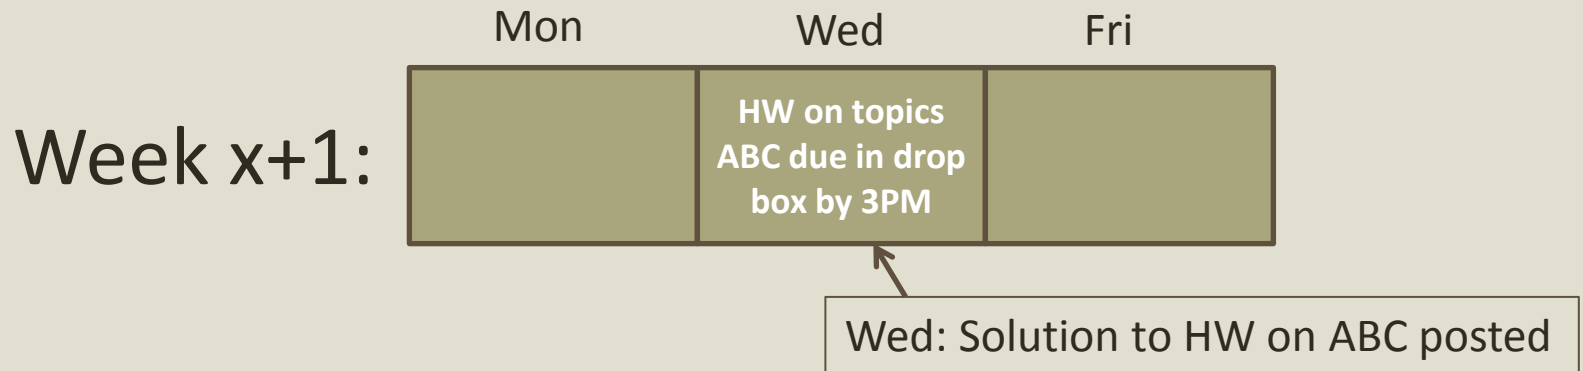 Mon Wed Fri
Week x+1:
HW on topics
ABC due in drop
box by 3PM
Wed: Solution to HW on ABC posted